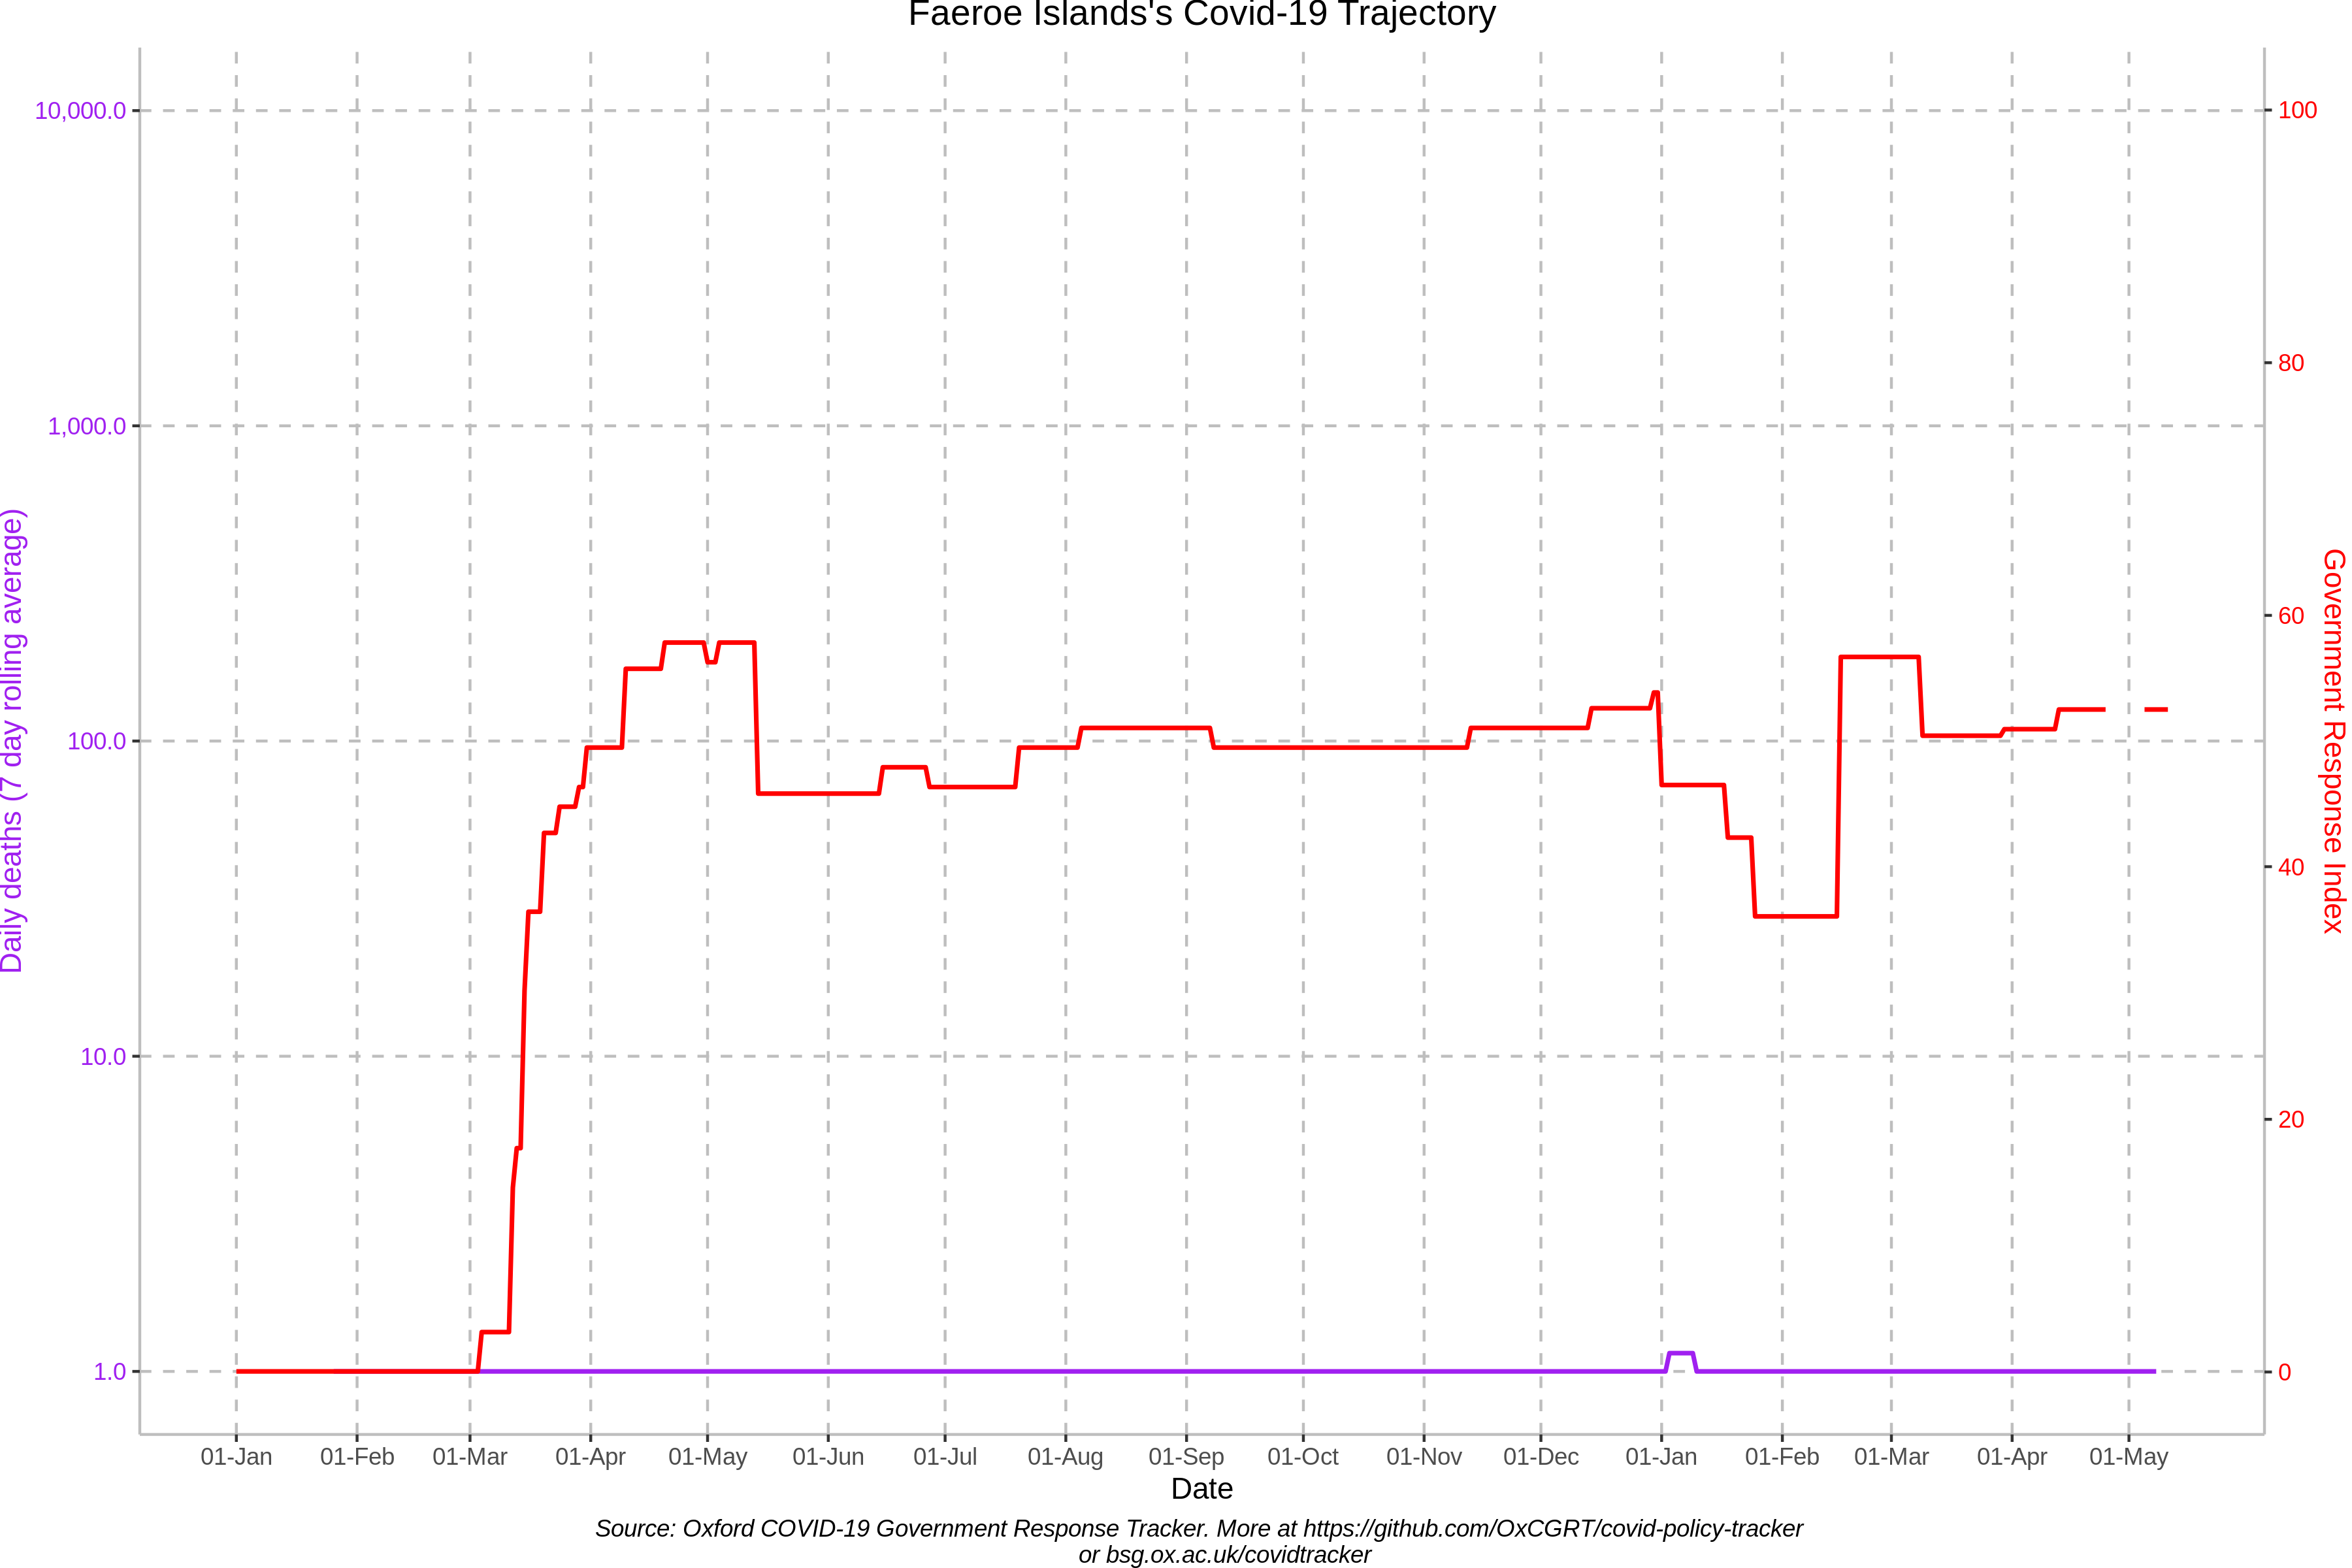 Faeroe Islands's Covid-19 Trajectory
10,000.0
1,000.0
100.0
10.0
1.0
Daily deaths (7 day rolling average)
100
80
60
40
20
0
Government Response Index
01-Jan 01-Feb 01-Mar 01-Apr 01-May 01-Jun 01-Jul 01-Aug 01-Sep 01-Oct 01-Nov 01-Dec 01-Jan 01-Feb 01-Mar 01-Apr 01-May
Date
Source: Oxford COVID-19 Government Response Tracker. More at https://github.com/OxCGRT/covid-policy-tracker
or bsg.ox.ac.uk/covidtracker